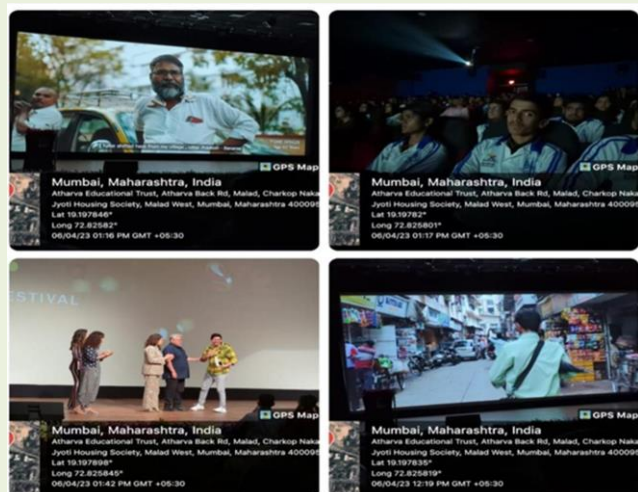 GPS Map
Mumbai, Maharashtra, India
Atharva Educational Trust, Atharva Back Rd, Malad, Charkop Naka
Jyoti Housing Society, Malad West, Mumbai, Maharashtra 400095
Lat 19.197846°
Long 72.82582°
06/04/23 01:16 PM GMT +05:30
GPS Map
Mumbai, Maharashtra, India
Atharva Educational Trust, Atharva Back Rd, Malad, Charkop Naka
Jyoti Housing Society, Malad West, Mumbai, Maharashtra 400095
Lat 19.19782°
Long 72.825801°
06/04/23 01:17 PM GMT +05:30
ESTIVAL
GPS Map
Mumbai, Maharashtra, India
Atharva Educational Trust, Atharva Back Rd, Malad, Charkop Naka
Jyoti Housing Society, Malad West, Mumbai, Maharashtra 400095
Lat 19.197898°
Long 72.825845°
06/04/23 01:42 PM GMT +05:30
GPS Map
Mumbai, Maharashtra, India
Atharva Educational Trust, Atharva Back Rd, Malad, Charkop Naka
Jyoti Housing Society, Malad West, Mumbai, Maharashtra 400095
Lat 19.197835°
Long 72.825819°
06/04/23 12:19 PM GMT +05:30